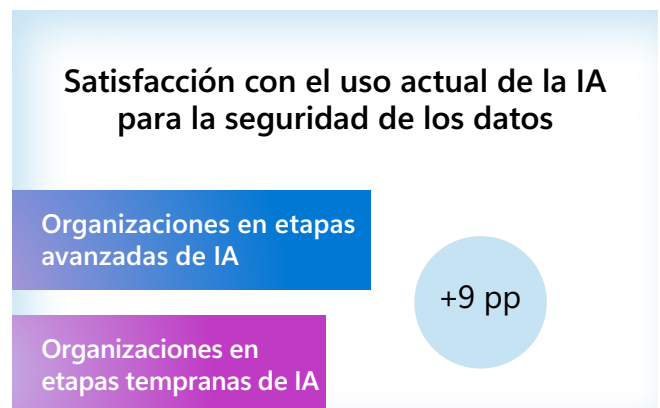 Satisfacción con el uso actual de la IA
para la seguridad de los datos
Organizaciones en etapas
avanzadas de IA
+9 pp
Organizaciones en
etapas tempranas de IA